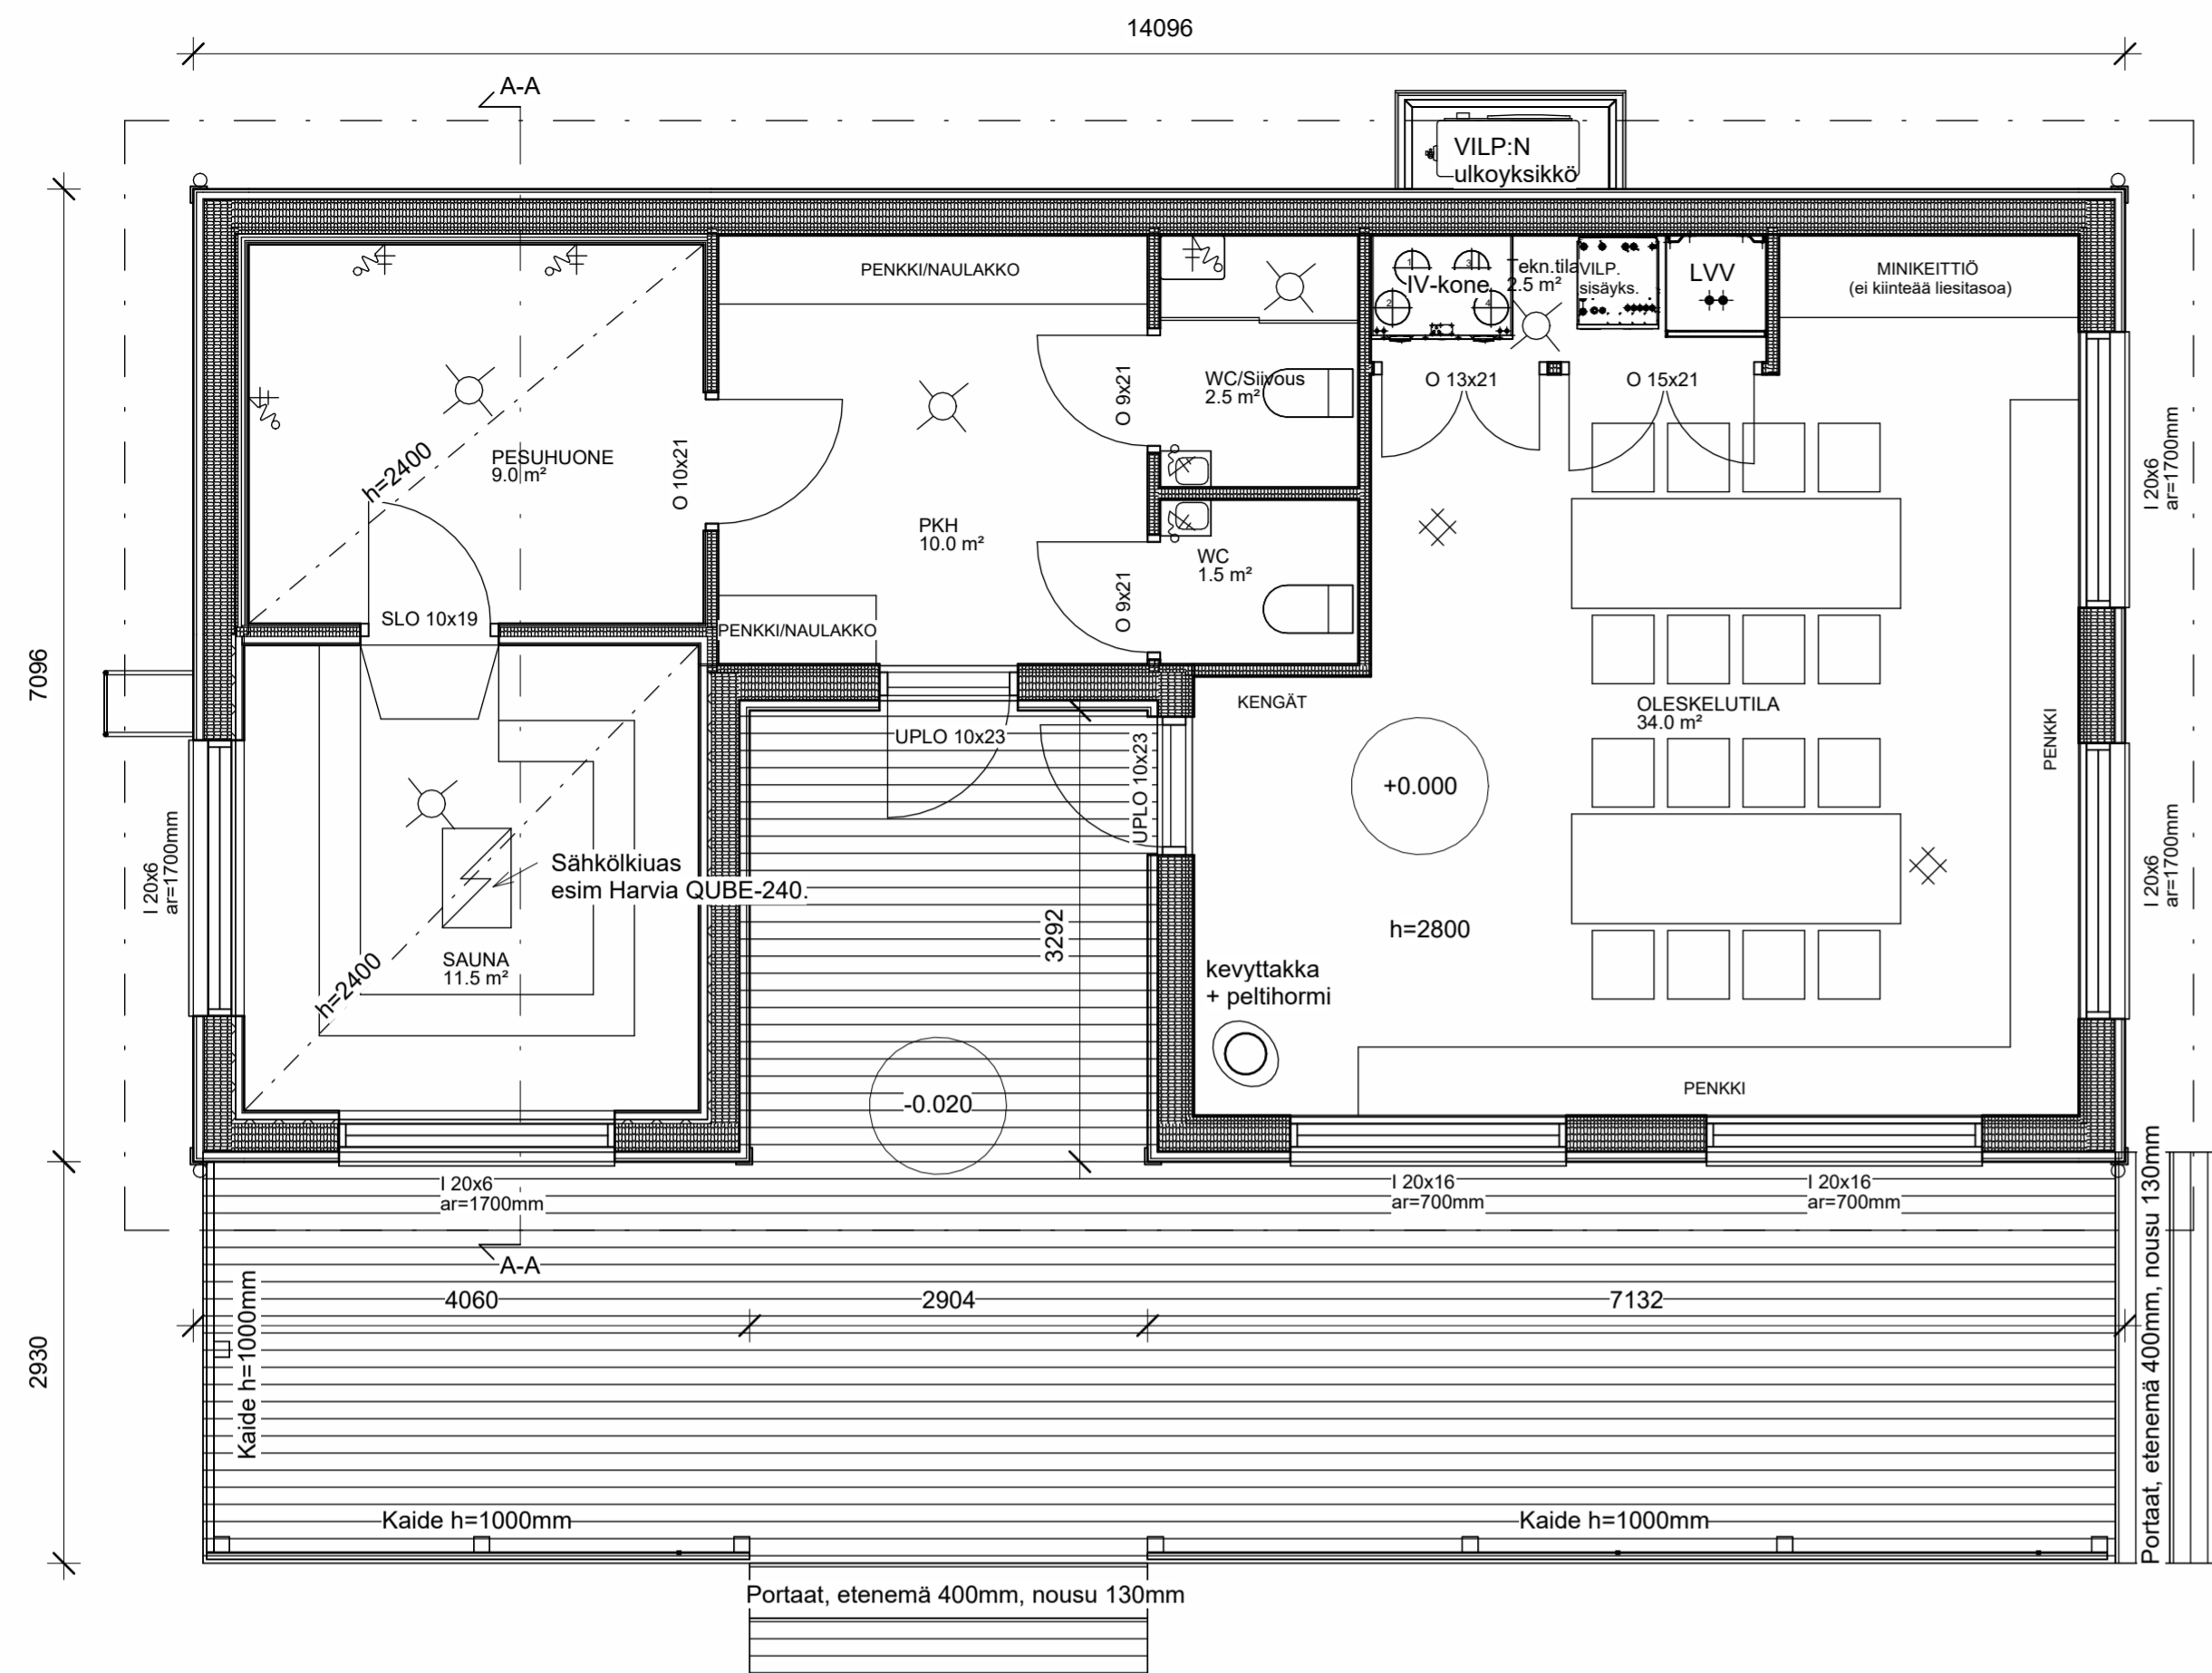 14096
A-A
VILP:N
ulkoyksikkö
PENKKI/NAULAKKO
IV-kone
1
3
2
4
Tekn.tila
2.5 m²
VILP.
sisäyks.
LVV
MINIKEITTIÖ
(ei kiinteää liesitasoa)
O 9x21
WC/Siivous
2.5 m²
O 13x21
O 15x21
I 20x6
ar=1700mm
h=2400
PESUHUONE
9.0 m²
O 10x21
PKH
10.0 m²
WC
1.5 m²
O 9x21
SLO 10x19
PENKKI/NAULAKKO
7096
KENGÄT
OLESKELUTILA
34.0 m²
PENKKI
UPLO 10x23
UPLO 10x23
+0.000
I 20x6
ar=1700mm
Sähkölkiuas
esim Harvia QUBE-240.
I 20x6
ar=1700mm
3292
h=2800
SAUNA
11.5 m²
h=2400
kevyttakka
+ peltihormi
-0.020
PENKKI
I 20x6
ar=1700mm
I 20x16
ar=700mm
I 20x16
ar=700mm
A-A
4060
2904
7132
2930
Kaide h=1000mm
Portaat, etenemä 400mm, nousu 130mm
Kaide h=1000mm
Kaide h=1000mm
Portaat, etenemä 400mm, nousu 130mm